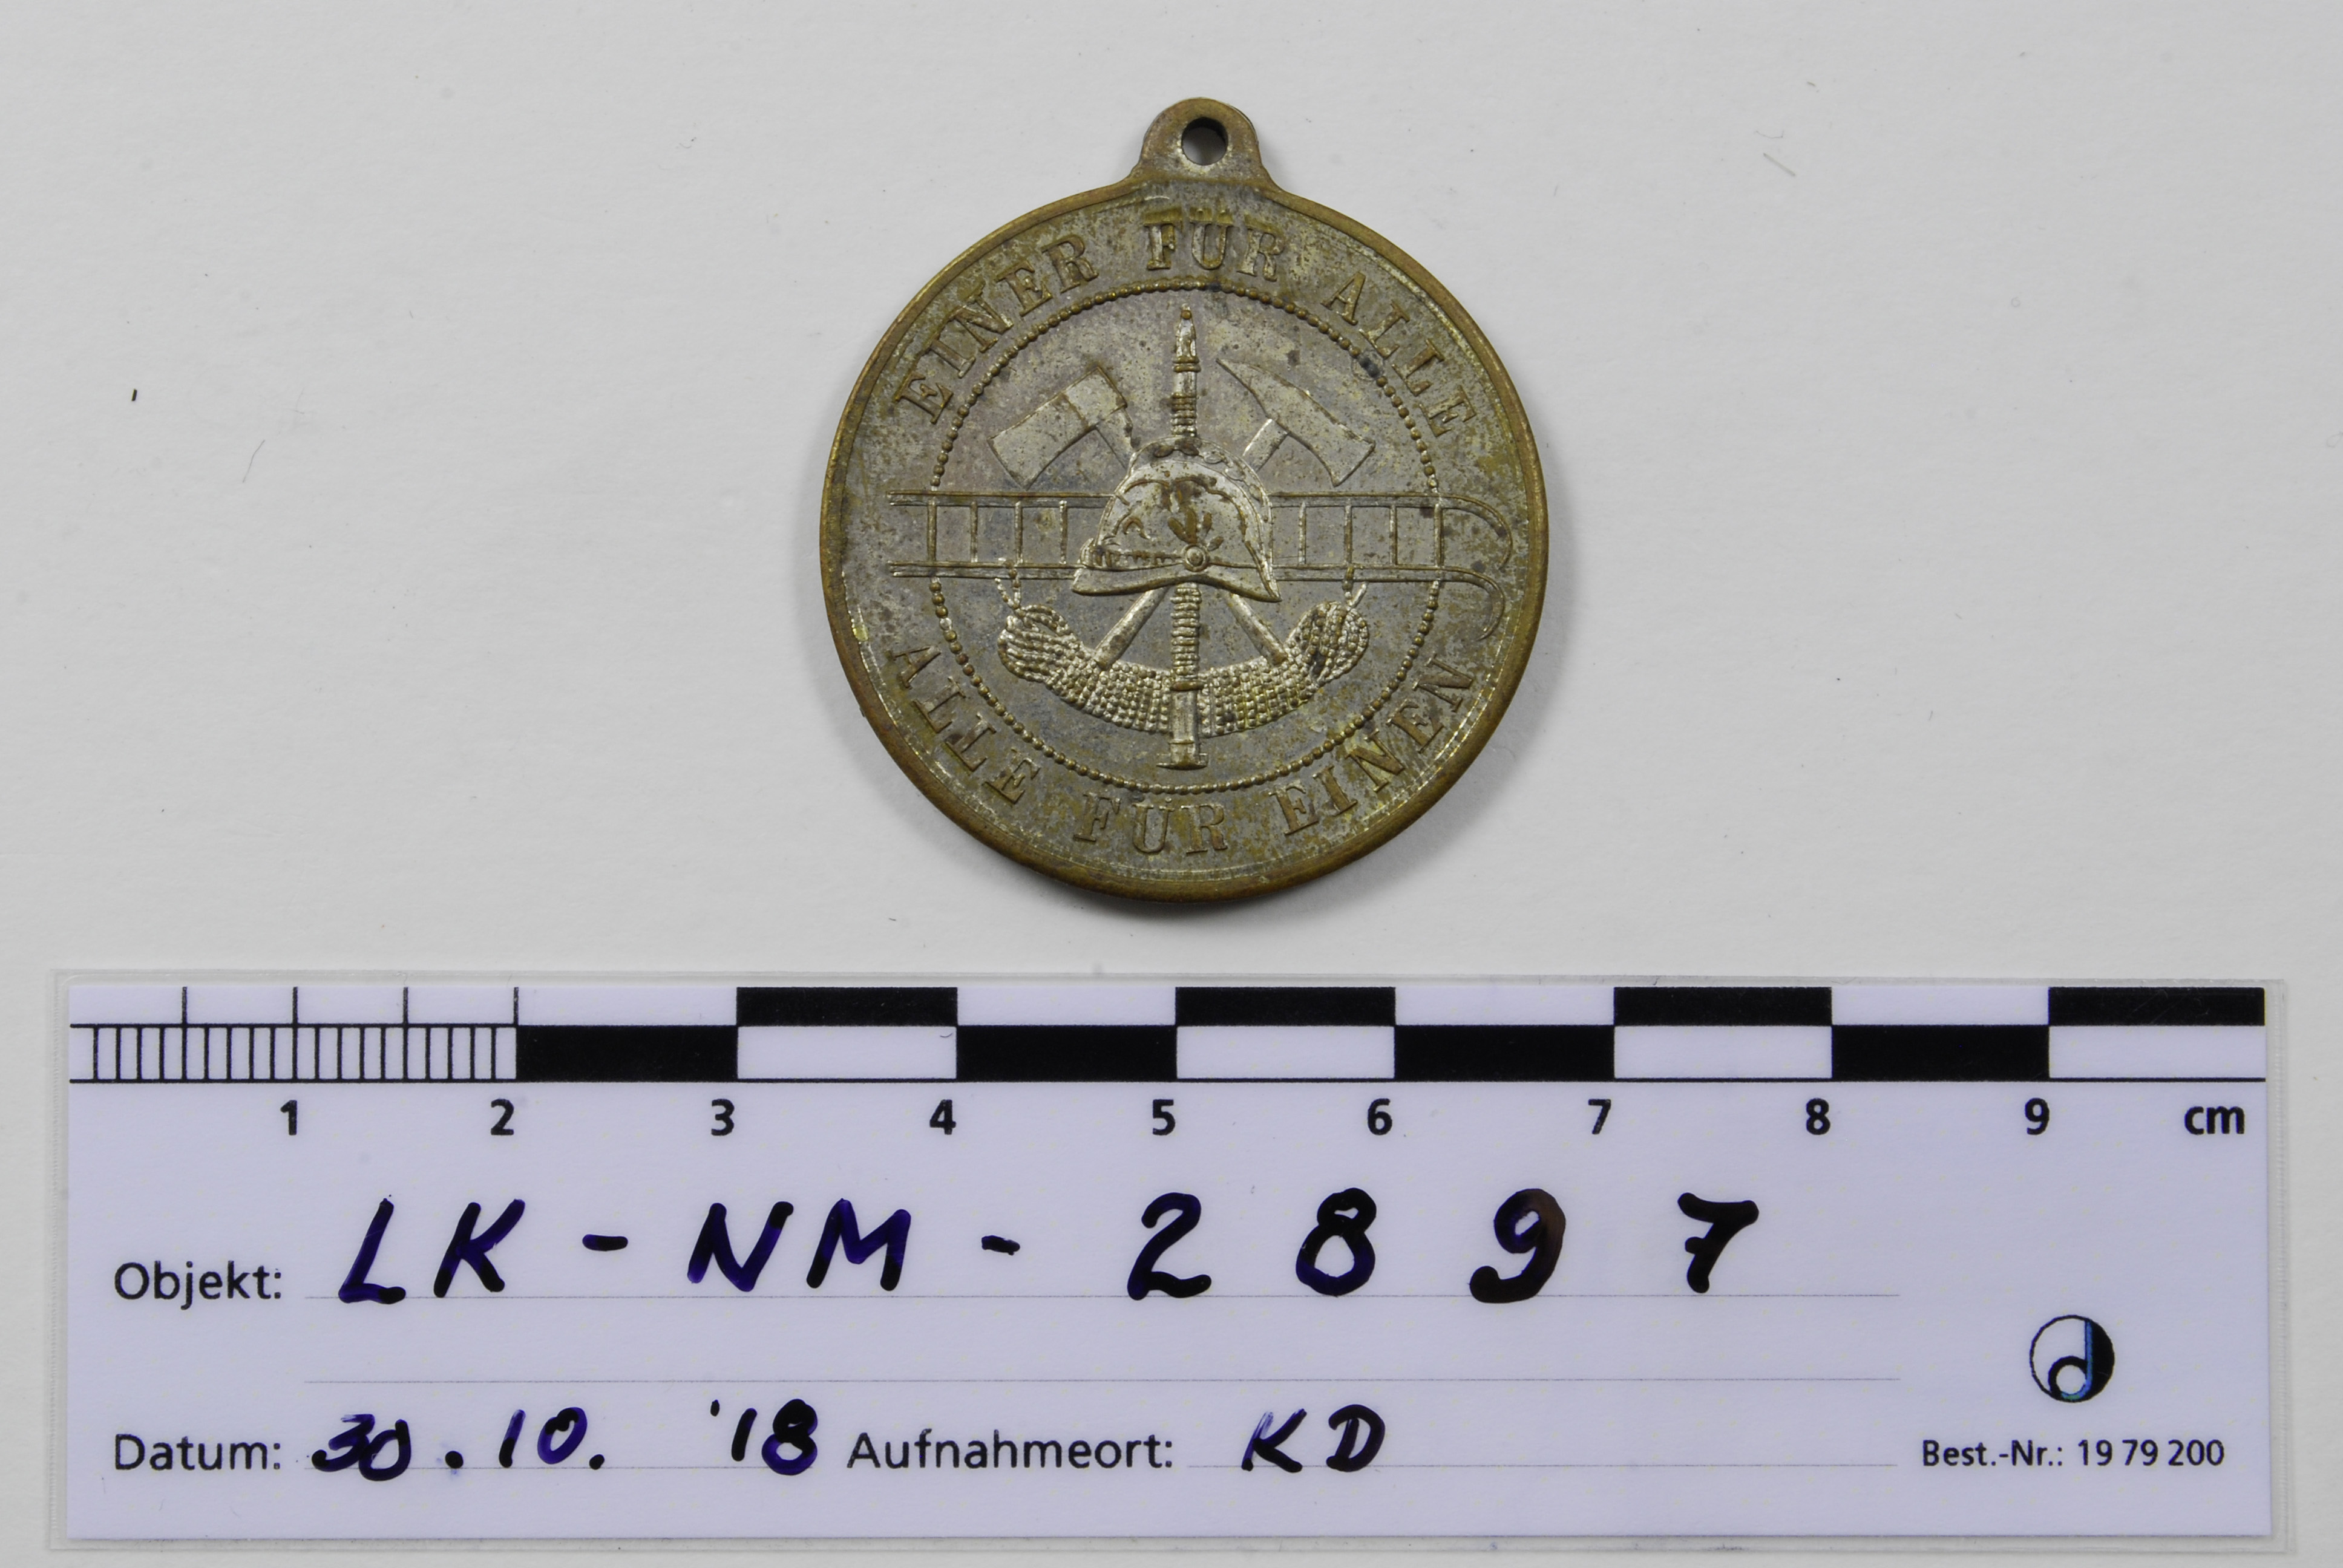 EINER FÜR ALLE
ALLE FÜR EINEN
1 2 3 4 5 6 7 8 9 cm
Objekt: LK-NM-2897
Datum: 30.10. '18 Aufnahmeort: KD
Best.-Nr.: 19 79 200